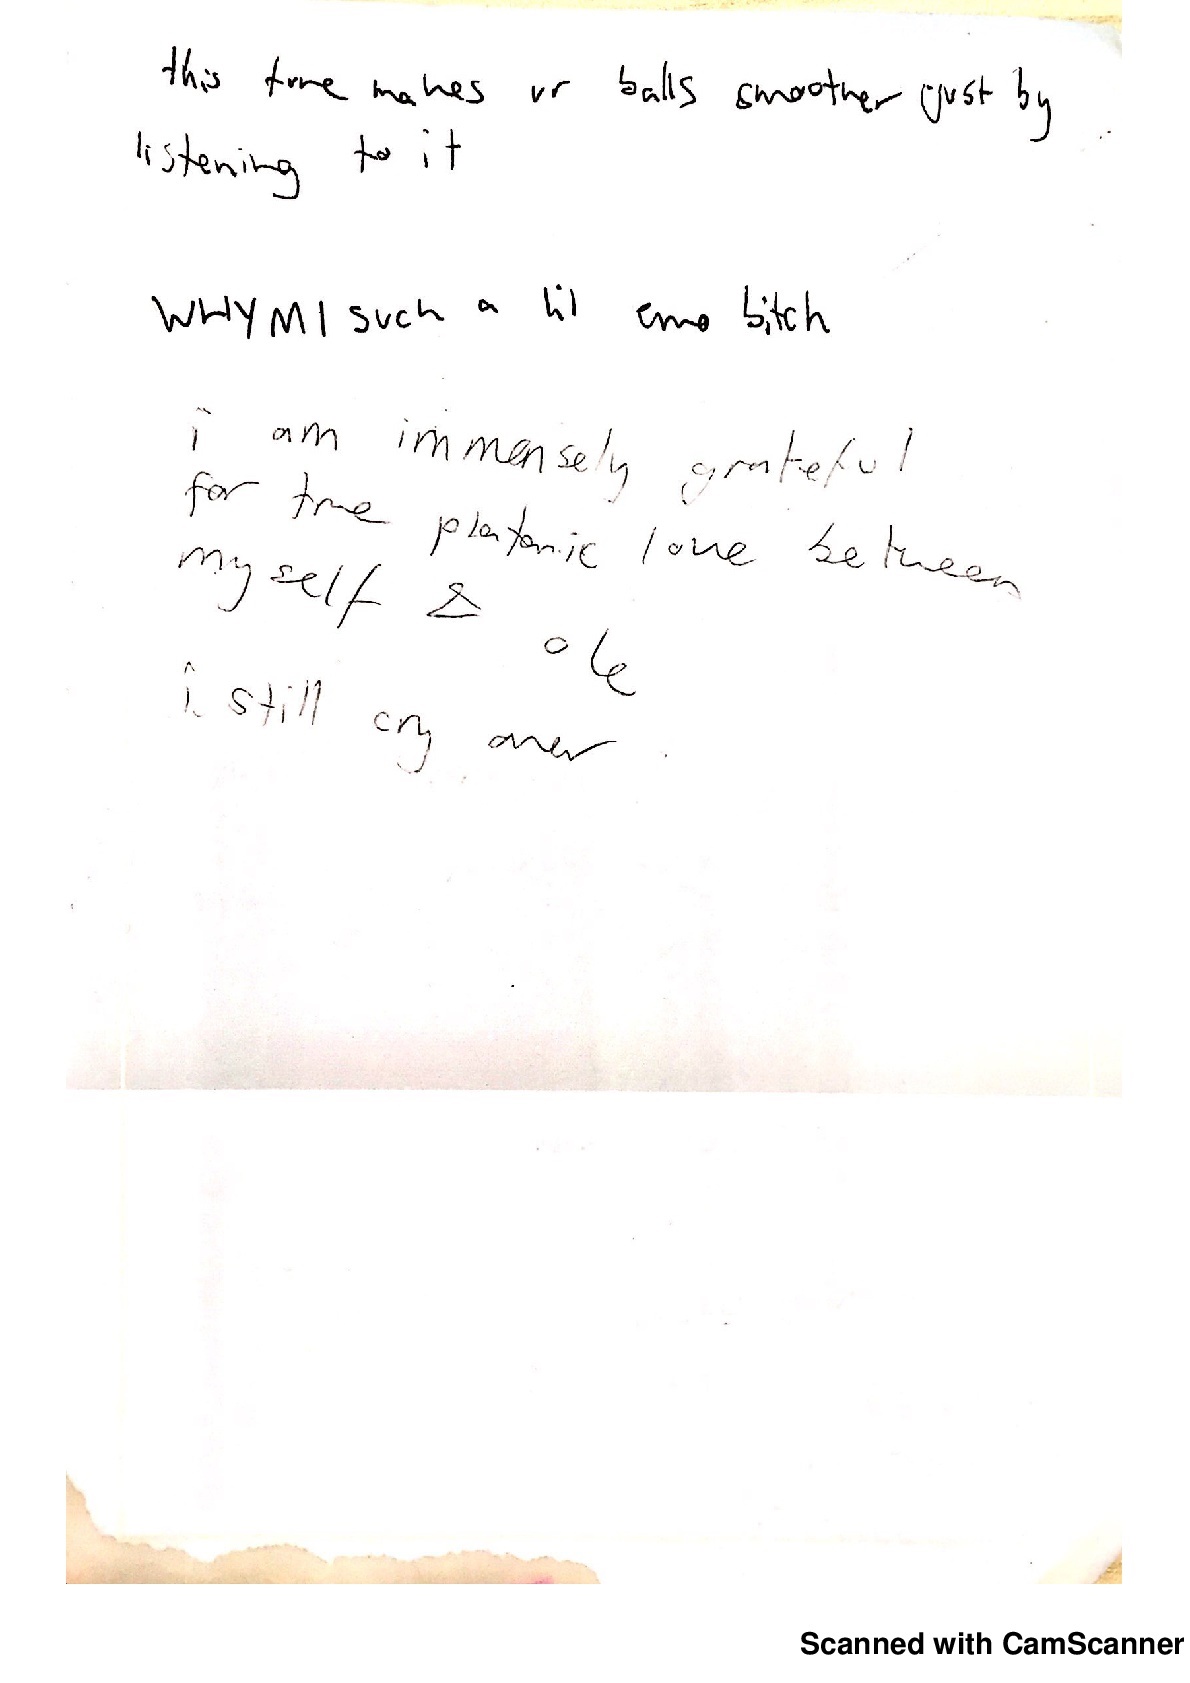 this tune makes ur balls smoother just by
listening to it
WHY M I such a lil emo bitch
i am immensely grateful
for true platonic love between
myself &
ole
i still cry over
Scanned with CamScanner